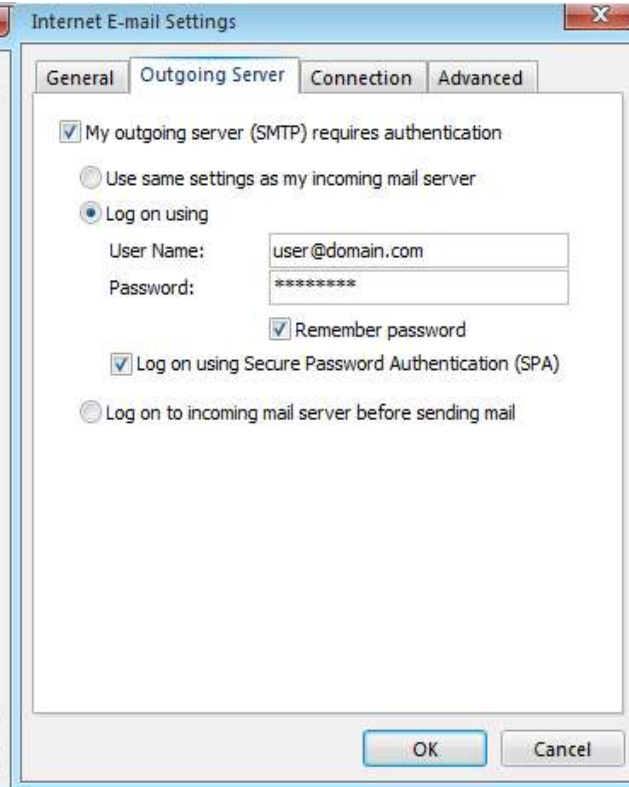 Internet E-mail Settings
General Outgoing Server Connection Advanced
My outgoing server (SMTP) requires authentication
Use same settings as my incoming mail server
Log on using
User Name: user@domain.com
Password: ********
Remember password
Log on using Secure Password Authentication (SPA)
Log on to incoming mail server before sending mail
OK Cancel